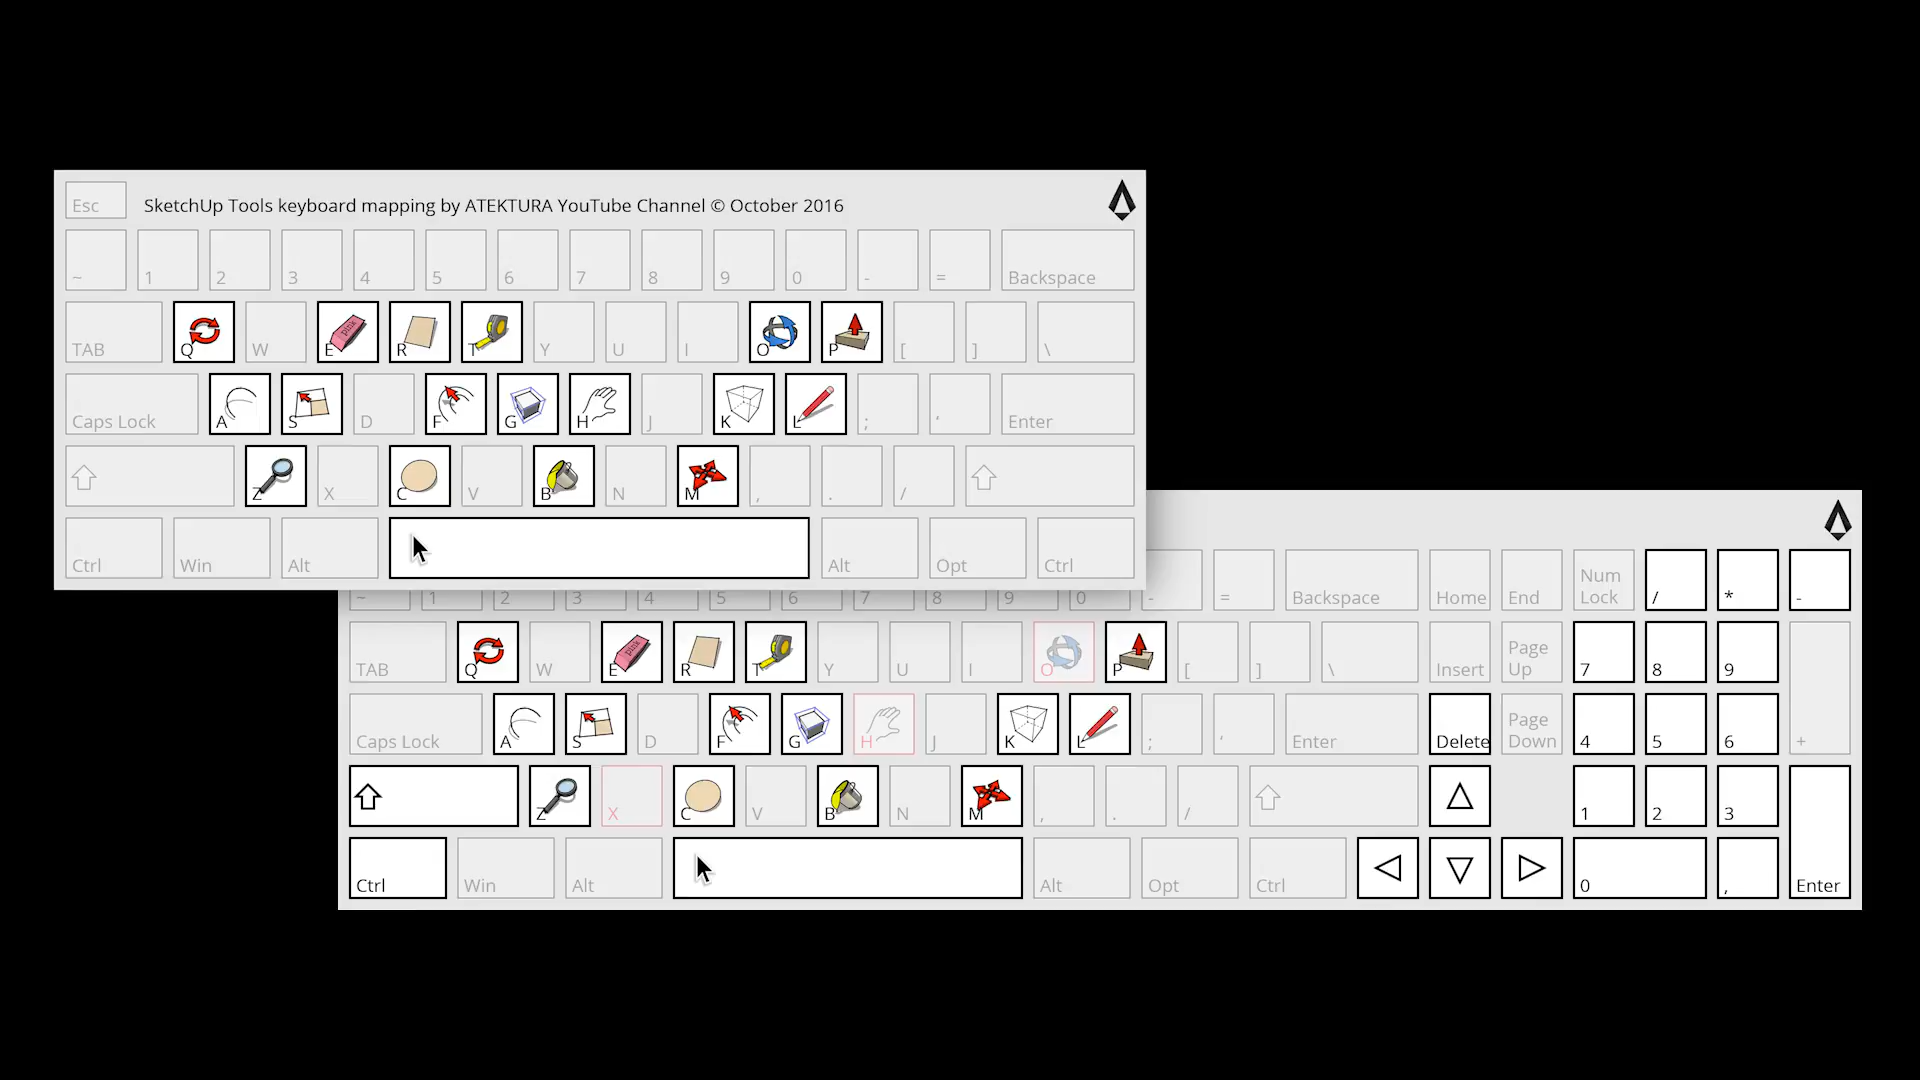 Esc SketchUp Tools keyboard mapping by ATEKTURA YouTube Channel © October 2016
~ 1 2 3 4 5 6 7 8 9 0 - = Backspace
TAB Q W E R T Y U I O P [ ] \
Caps Lock A S D F G H J K L ; ' Enter
Z X C V B N M , . /
Ctrl Win Alt Alt Opt Ctrl
~ 1 2 3 4 5 6 7 8 9 0 - = Backspace Home End Num Lock / * -
TAB Q W E R T Y U I O P [ ] \ Insert Page Up 7 8 9
Caps Lock A S D F G H J K L ; ' Enter Delete Page Down 4 5 6 +
Z X C V B N M , . / 1 2 3
Ctrl Win Alt Alt Opt Ctrl 0 , Enter